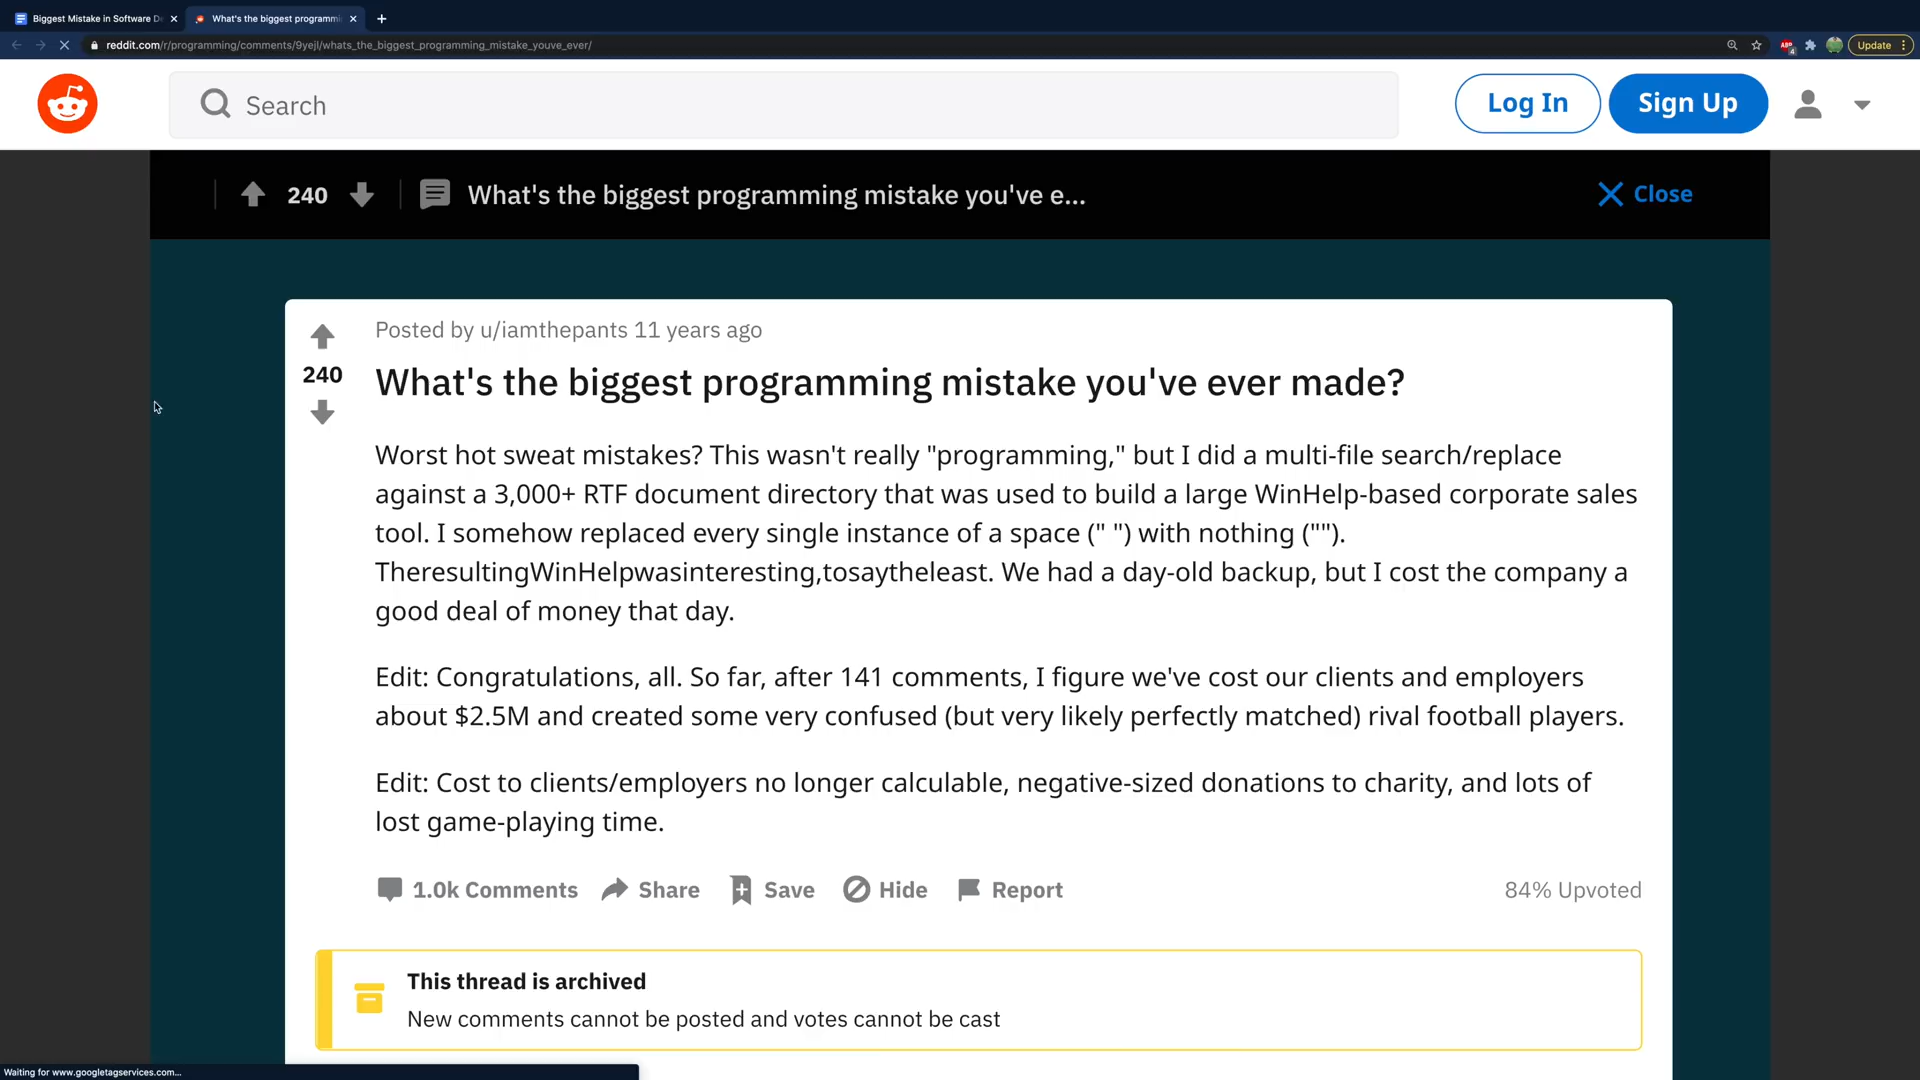 Biggest Mistake in Software De
What's the biggest programmi
reddit.com/r/programming/comments/9yejl/whats_the_biggest_programming_mistake_youve_ever/
ABP
4
Update
Search
Log In
Sign Up
240
What's the biggest programming mistake you've e...
Close
Posted by u/iamthepants 11 years ago
240
What's the biggest programming mistake you've ever made?
Worst hot sweat mistakes? This wasn't really "programming," but I did a multi-file search/replace
against a 3,000+ RTF document directory that was used to build a large WinHelp-based corporate sales
tool. I somehow replaced every single instance of a space (" ") with nothing ("").
TheresultingWinHelpwasinteresting,tosaytheleast. We had a day-old backup, but I cost the company a
good deal of money that day.
Edit: Congratulations, all. So far, after 141 comments, I figure we've cost our clients and employers
about $2.5M and created some very confused (but very likely perfectly matched) rival football players.
Edit: Cost to clients/employers no longer calculable, negative-sized donations to charity, and lots of
lost game-playing time.
1.0k Comments Share Save Hide Report 84% Upvoted
This thread is archived
New comments cannot be posted and votes cannot be cast
Waiting for www.googletagservices.com...